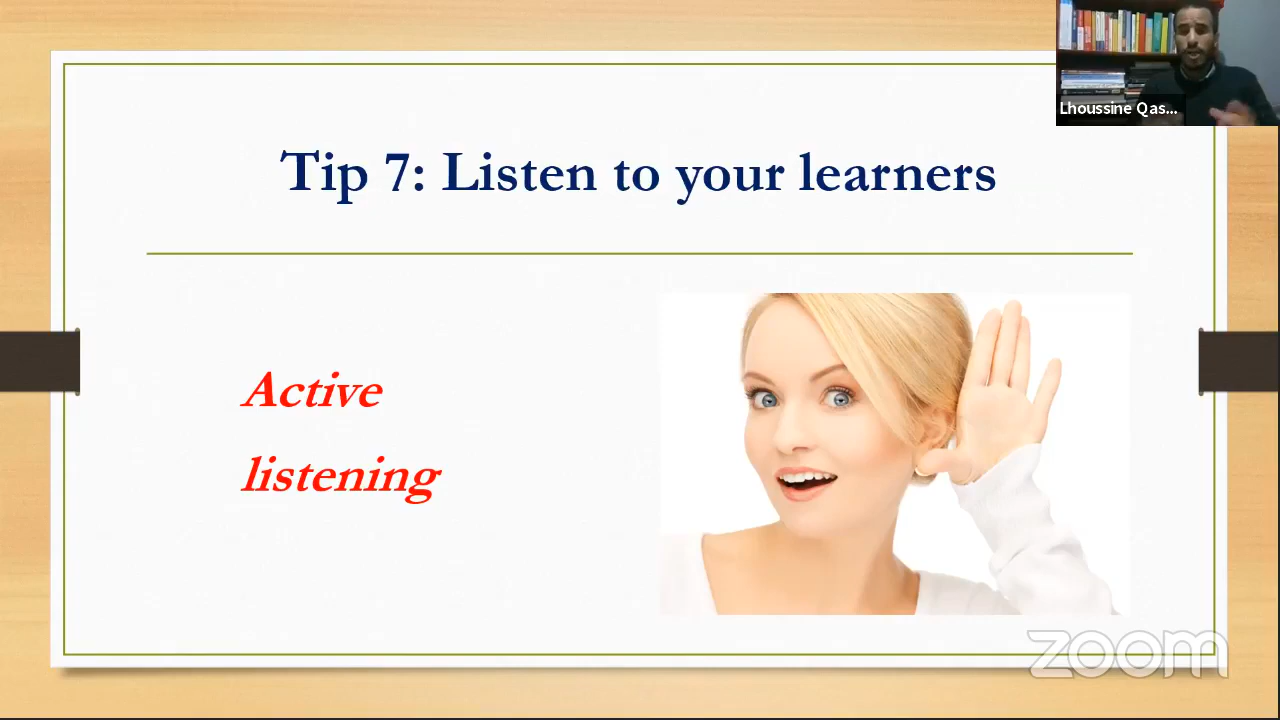 Lhoussine Qas...
Tip 7: Listen to your learners
Active
listening
zoom